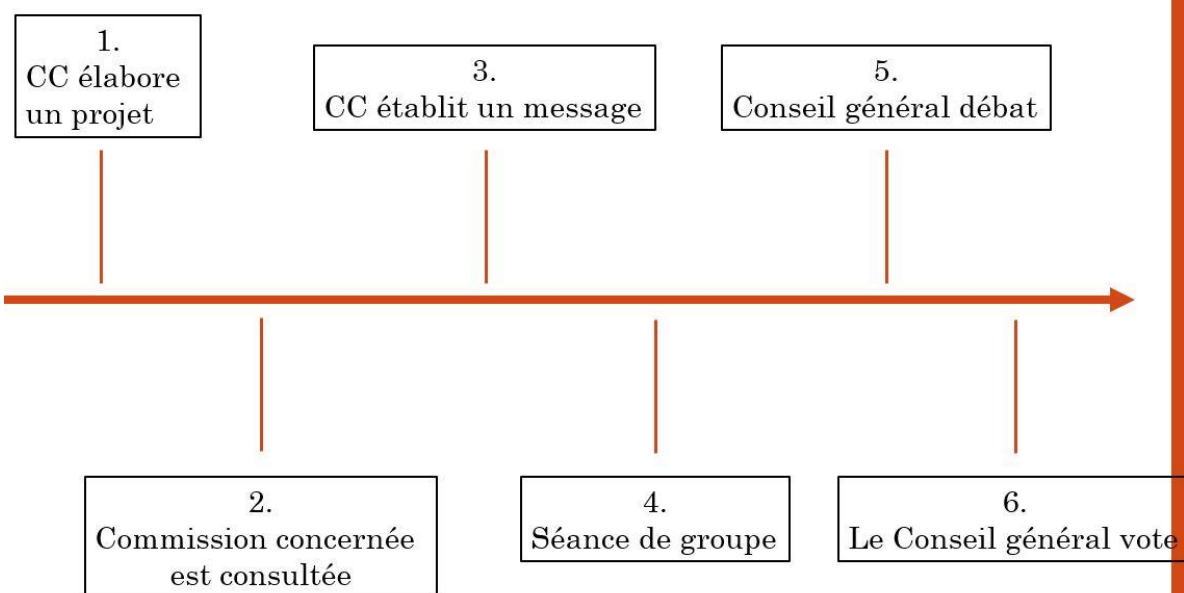 1.
CC élabore
un projet
2.
Commission concernée
est consultée
3.
CC établit un message
4.
Séance de groupe
5.
Conseil général débat
6.
Le Conseil général vote